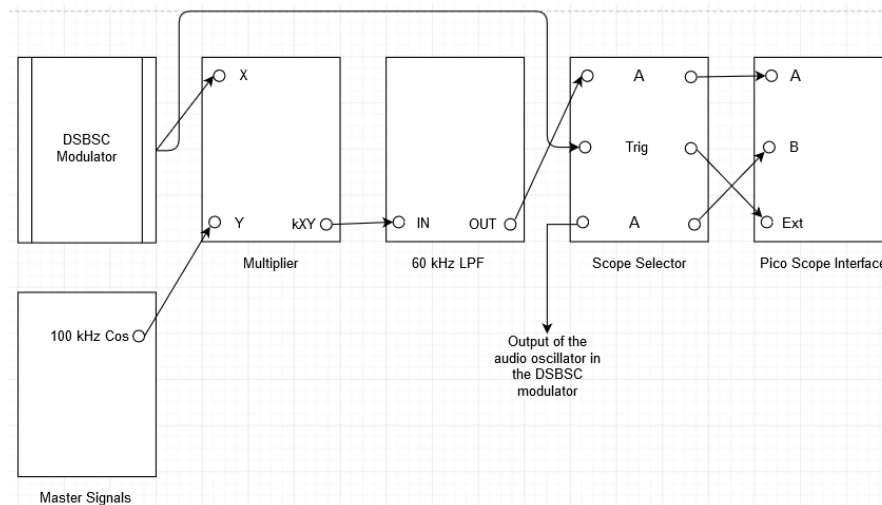 DSBSC
Modulator
X
Y
kXY
Multiplier
IN
OUT
60 kHz LPF
A
Trig
A
Scope Selector
A
B
Ext
Pico Scope Interface
100 kHz Cos
Master Signals
Output of the
audio oscillator in
the DSBSC
modulator